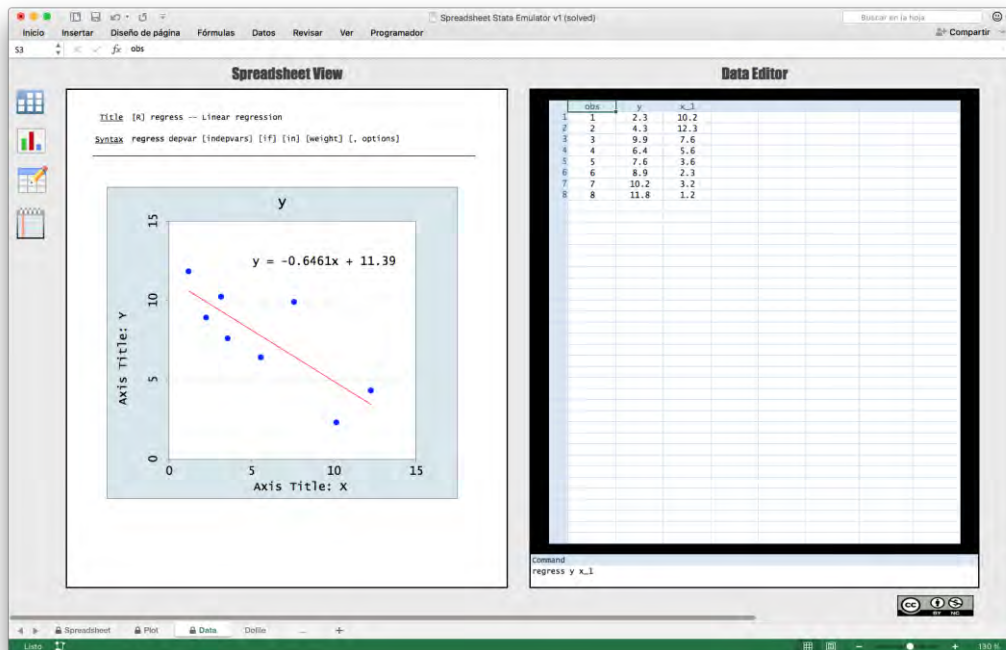 Spreadsheet Stata Emulator v1 (solved)
Buscar en la hoja
Inicio Insertar Diseño de página Fórmulas Datos Revisar Ver Programador
Compartir
S3 fx obs
Spreadsheet View
Title [R] regress -- Linear regression
Syntax regress depvar [indepvars] [if] [in] [weight] [, options]
y
y = -0.6461x + 11.39
15
10
5
0
Axis Title: Y
0 5 10 15
Axis Title: X
Data Editor
obs y x_1
1 1 2.3 10.2
2 2 4.3 12.3
3 3 9.9 7.6
4 4 6.4 5.6
5 5 7.6 3.6
6 6 8.9 2.3
7 7 10.2 3.2
8 8 11.8 1.2
Command
regress y x_1
cc BY NC
Spreadsheet Plot Data Dollie ... +
Listo
130 %